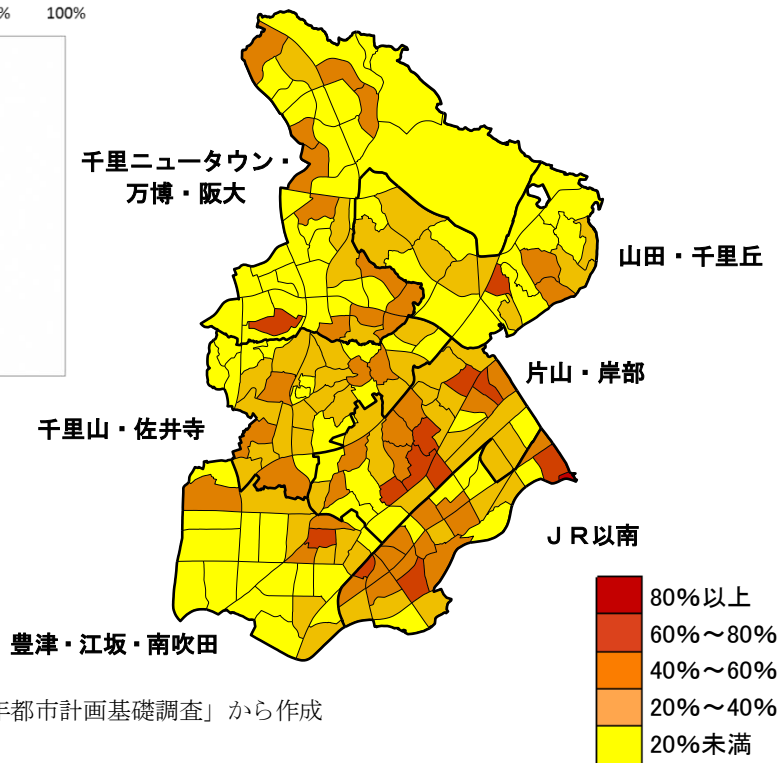 %
100%
千里ニュータウン・
万博・阪大
山田・千里丘
片山・岸部
千里山・佐井寺
ＪＲ以南
豊津・江坂・南吹田
80%以上
60%～80%
40%～60%
20%～40%
20%未満
年都市計画基礎調査」から作成